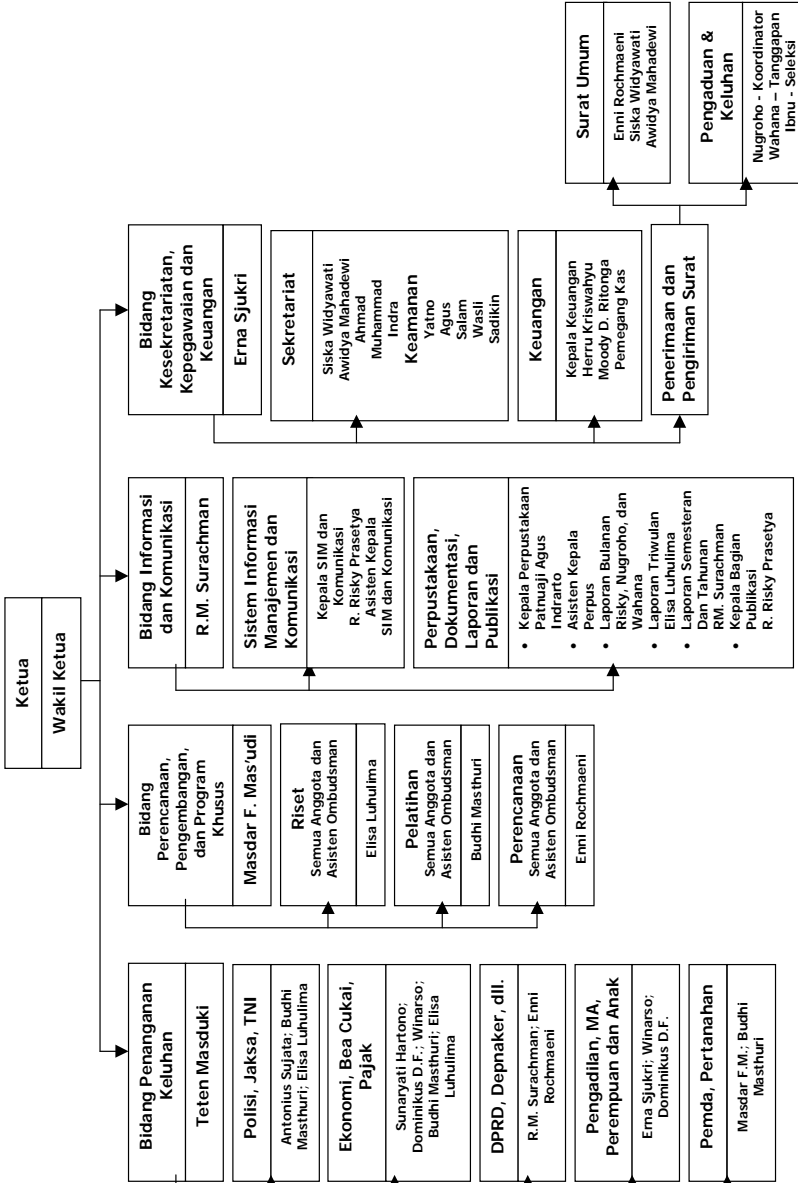 Ketua
Wakil Ketua
Bidang Penanganan
Keluhan
Teten Masduki
Polisi, Jaksa, TNI
Antonius Sujata; Budhi
Masthuri; Elisa Luhulima
Ekonomi, Bea Cukai,
Pajak
Sunaryati Hartono;
Dominikus D.F.; Winarso;
Budhi Masthuri; Elisa
Luhulima
DPRD, Depnaker, dll.
R.M. Surachman; Enni
Rochmaeni
Pengadilan, MA,
Perempuan dan Anak
Erna Sjukri; Winarso;
Dominikus D.F.
Pemda, Pertanahan
Masdar F.M.; Budhi
Masthuri
Bidang
Perencanaan,
Pengembangan,
dan Program
Khusus
Masdar F. Mas'udi
Riset
Semua Anggota dan
Asisten Ombudsman
Elisa Luhulima
Pelatihan
Semua Anggota dan
Asisten Ombudsman
Budhi Masthuri
Perencanaan
Semua Anggota dan
Asisten Ombudsman
Enni Rochmaeni
Bidang Informasi
dan Komunikasi
R.M. Surachman
Sistem Informasi
Manajemen dan
Komunikasi
Kepala SIM dan
Komunikasi
R. Risky Prasetya
Asisten Kepala
SIM dan Komunikasi
Perpustakaan,
Dokumentasi,
Laporan dan
Publikasi
• Kepala Perpustakaan
Patnuaji Agus
Indrarto
• Asisten Kepala
Perpus
• Laporan Bulanan
Risky, Nugroho, dan
Wahana
• Laporan Triwulan
Elisa Luhulima
• Laporan Semesteran
Dan Tahunan
RM. Surachman
• Kepala Bagian
Publikasi
R. Risky Prasetya
Bidang
Kesekretariatan,
Kepegawaian dan
Keuangan
Erna Sjukri
Sekretariat
Siska Widyawati
Awidya Mahadewi
Ahmad
Muhammad
Indra
Keamanan
Yatno
Agus
Salam
Wasli
Sadikin
Keuangan
Kepala Keuangan
Herru Kriswahyu
Moody D. Ritonga
Pemegang Kas
Penerimaan dan
Pengiriman Surat
Surat Umum
Enni Rochmaeni
Siska Widyawati
Awidya Mahadewi
Pengaduan &
Keluhan
Nugroho - Koordinator
Wahana – Tanggapan
Ibnu - Seleksi